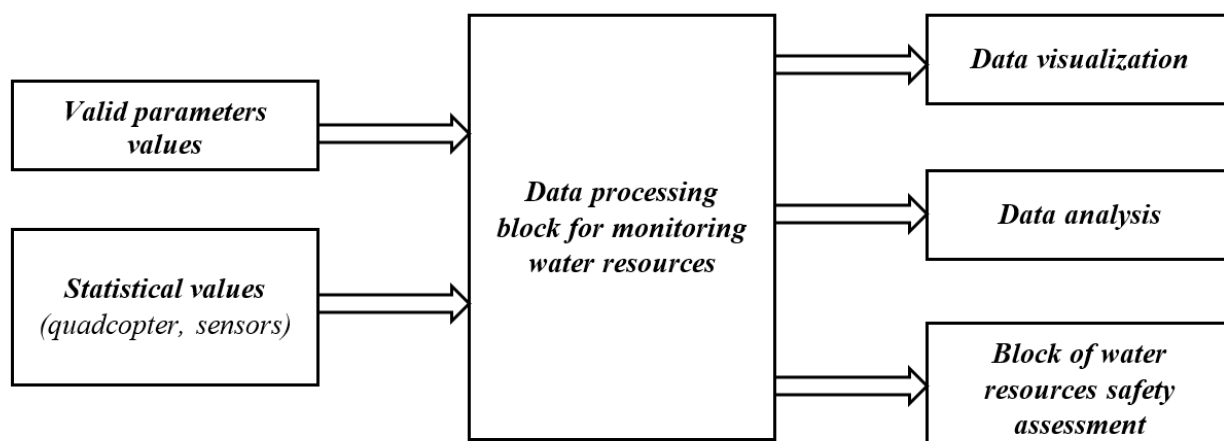 Valid parameters
values
Statistical values
(quadcopter, sensors)
Data processing
block for monitoring
water resources
Data visualization
Data analysis
Block of water
resources safety
assessment